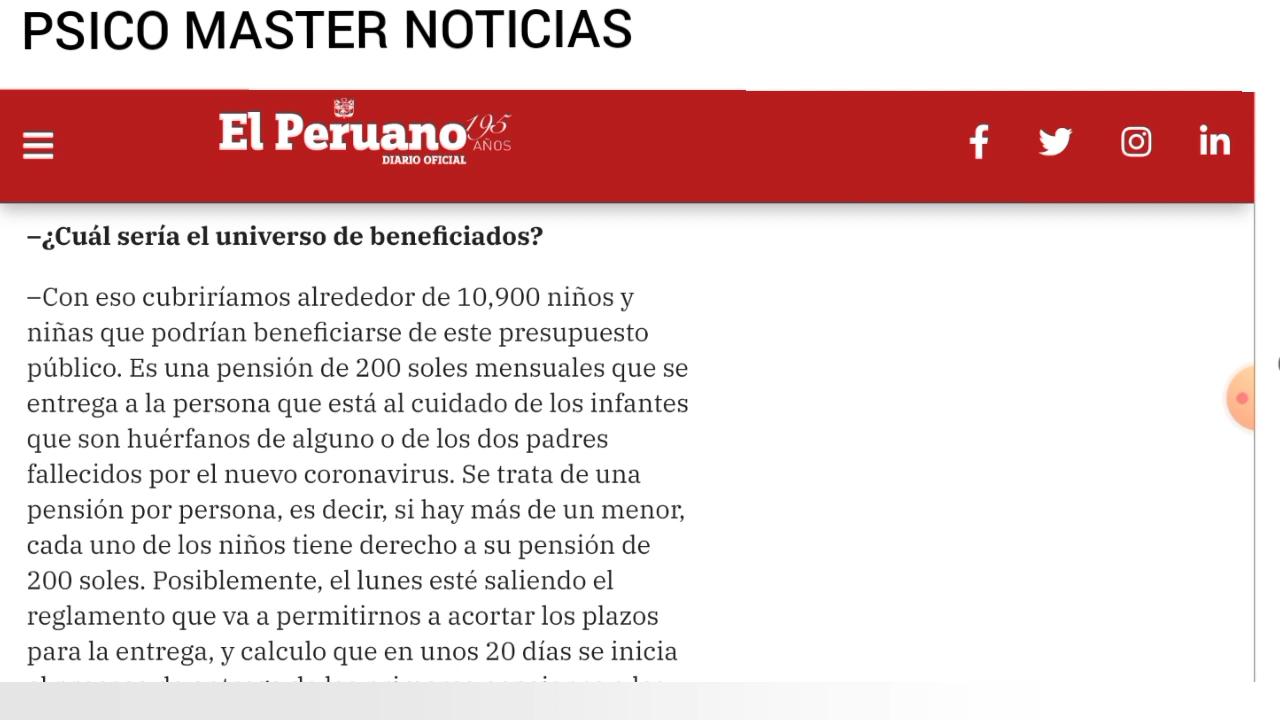 PSICO MASTER NOTICIAS
El Peruano
195
AÑOS
DIARIO OFICIAL
–¿Cuál sería el universo de beneficiados?
–Con eso cubriríamos alrededor de 10,900 niños y
niñas que podrían beneficiarse de este presupuesto
público. Es una pensión de 200 soles mensuales que se
entrega a la persona que está al cuidado de los infantes
que son huérfanos de alguno o de los dos padres
fallecidos por el nuevo coronavirus. Se trata de una
pensión por persona, es decir, si hay más de un menor,
cada uno de los niños tiene derecho a su pensión de
200 soles. Posiblemente, el lunes esté saliendo el
reglamento que va a permitirnos a acortar los plazos
para la entrega, y calculo que en unos 20 días se inicia